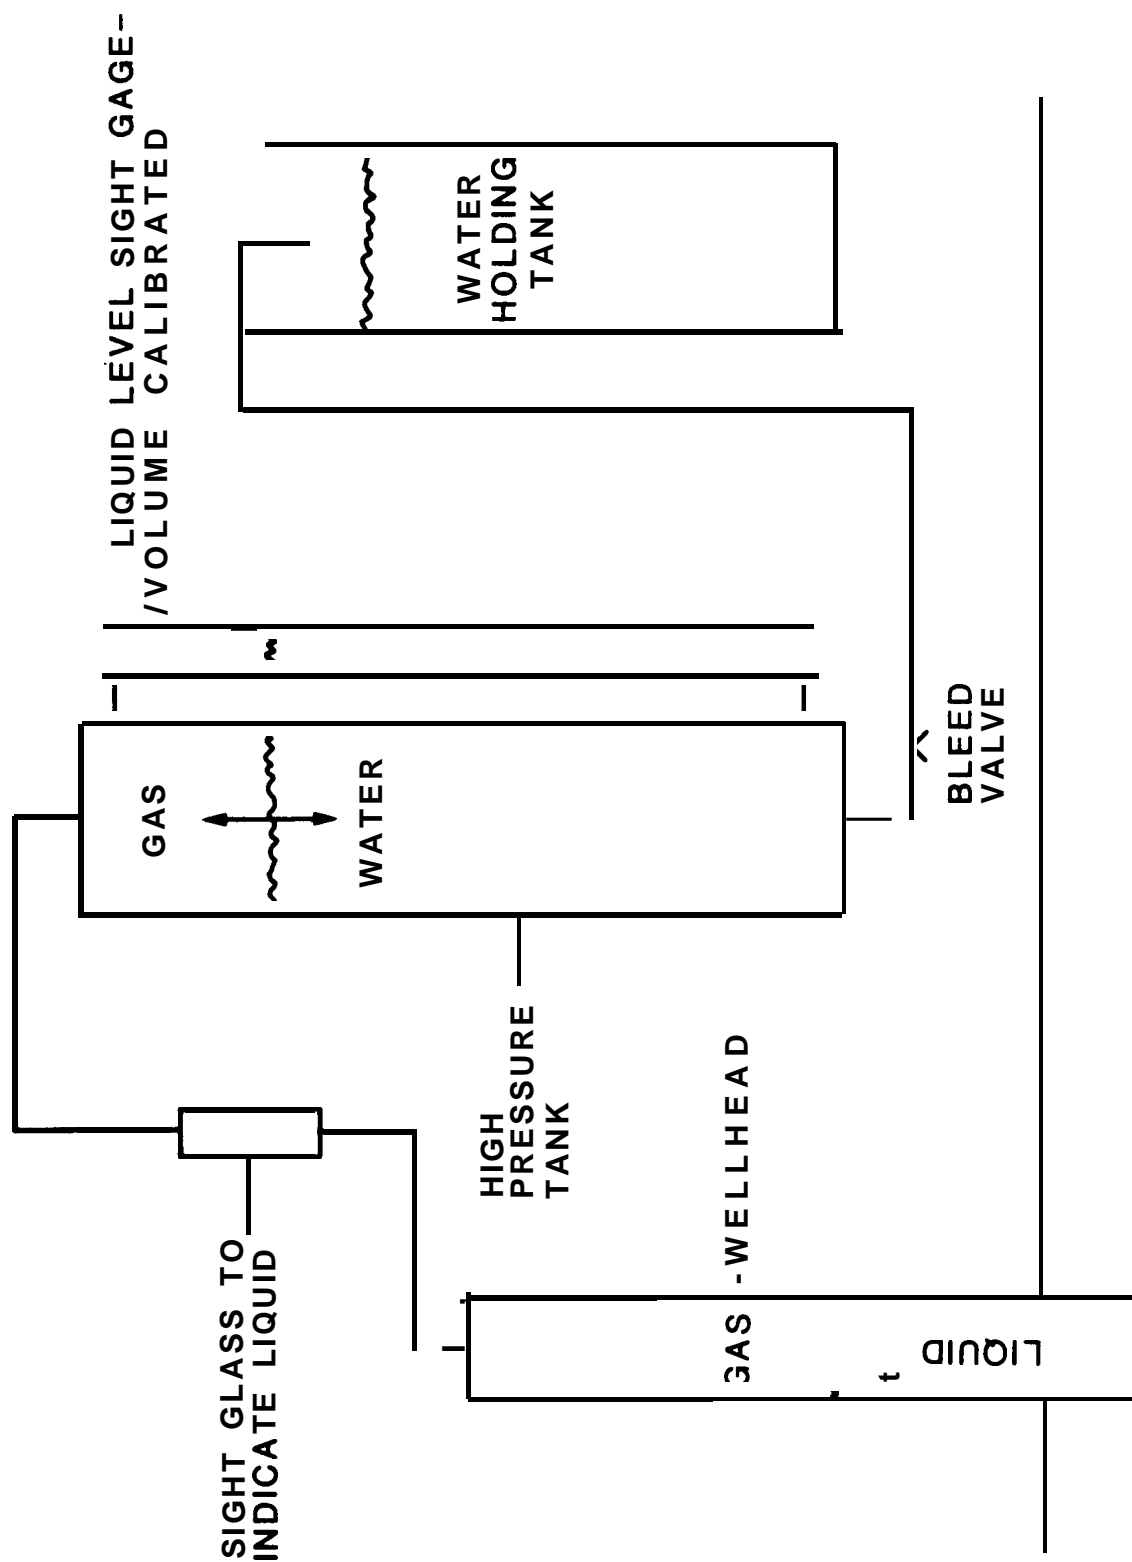 LIQUID LEVEL SIGHT GAGE-
/VOLUME CALIBRATED
SIGHT GLASS TO
INDICATE LIQUID
GAS
WATER
WATER
HOLDING
TANK
HIGH
PRESSURE
TANK
GAS -WELLHEAD
t
LIQUID
BLEED
VALVE